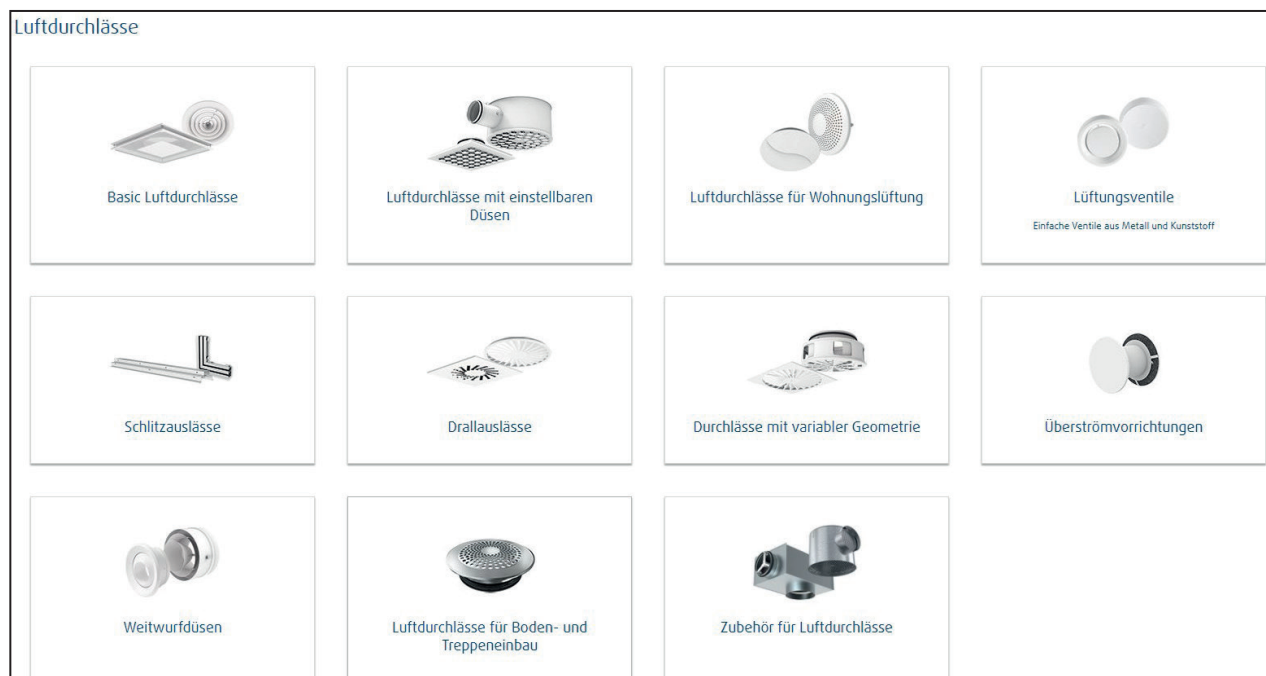 Luftdurchlässe
Basic Luftdurchlässe
Luftdurchlässe mit einstellbaren
Düsen
Luftdurchlässe für Wohnungslüftung
Lüftungsventile
Einfache Ventile aus Metall und Kunststoff
Schlitzauslässe
Drallauslässe
Durchlässe mit variabler Geometrie
Überströmvorrichtungen
Weitwurfdüsen
Luftdurchlässe für Boden- und
Treppeneinbau
Zubehör für Luftdurchlässe